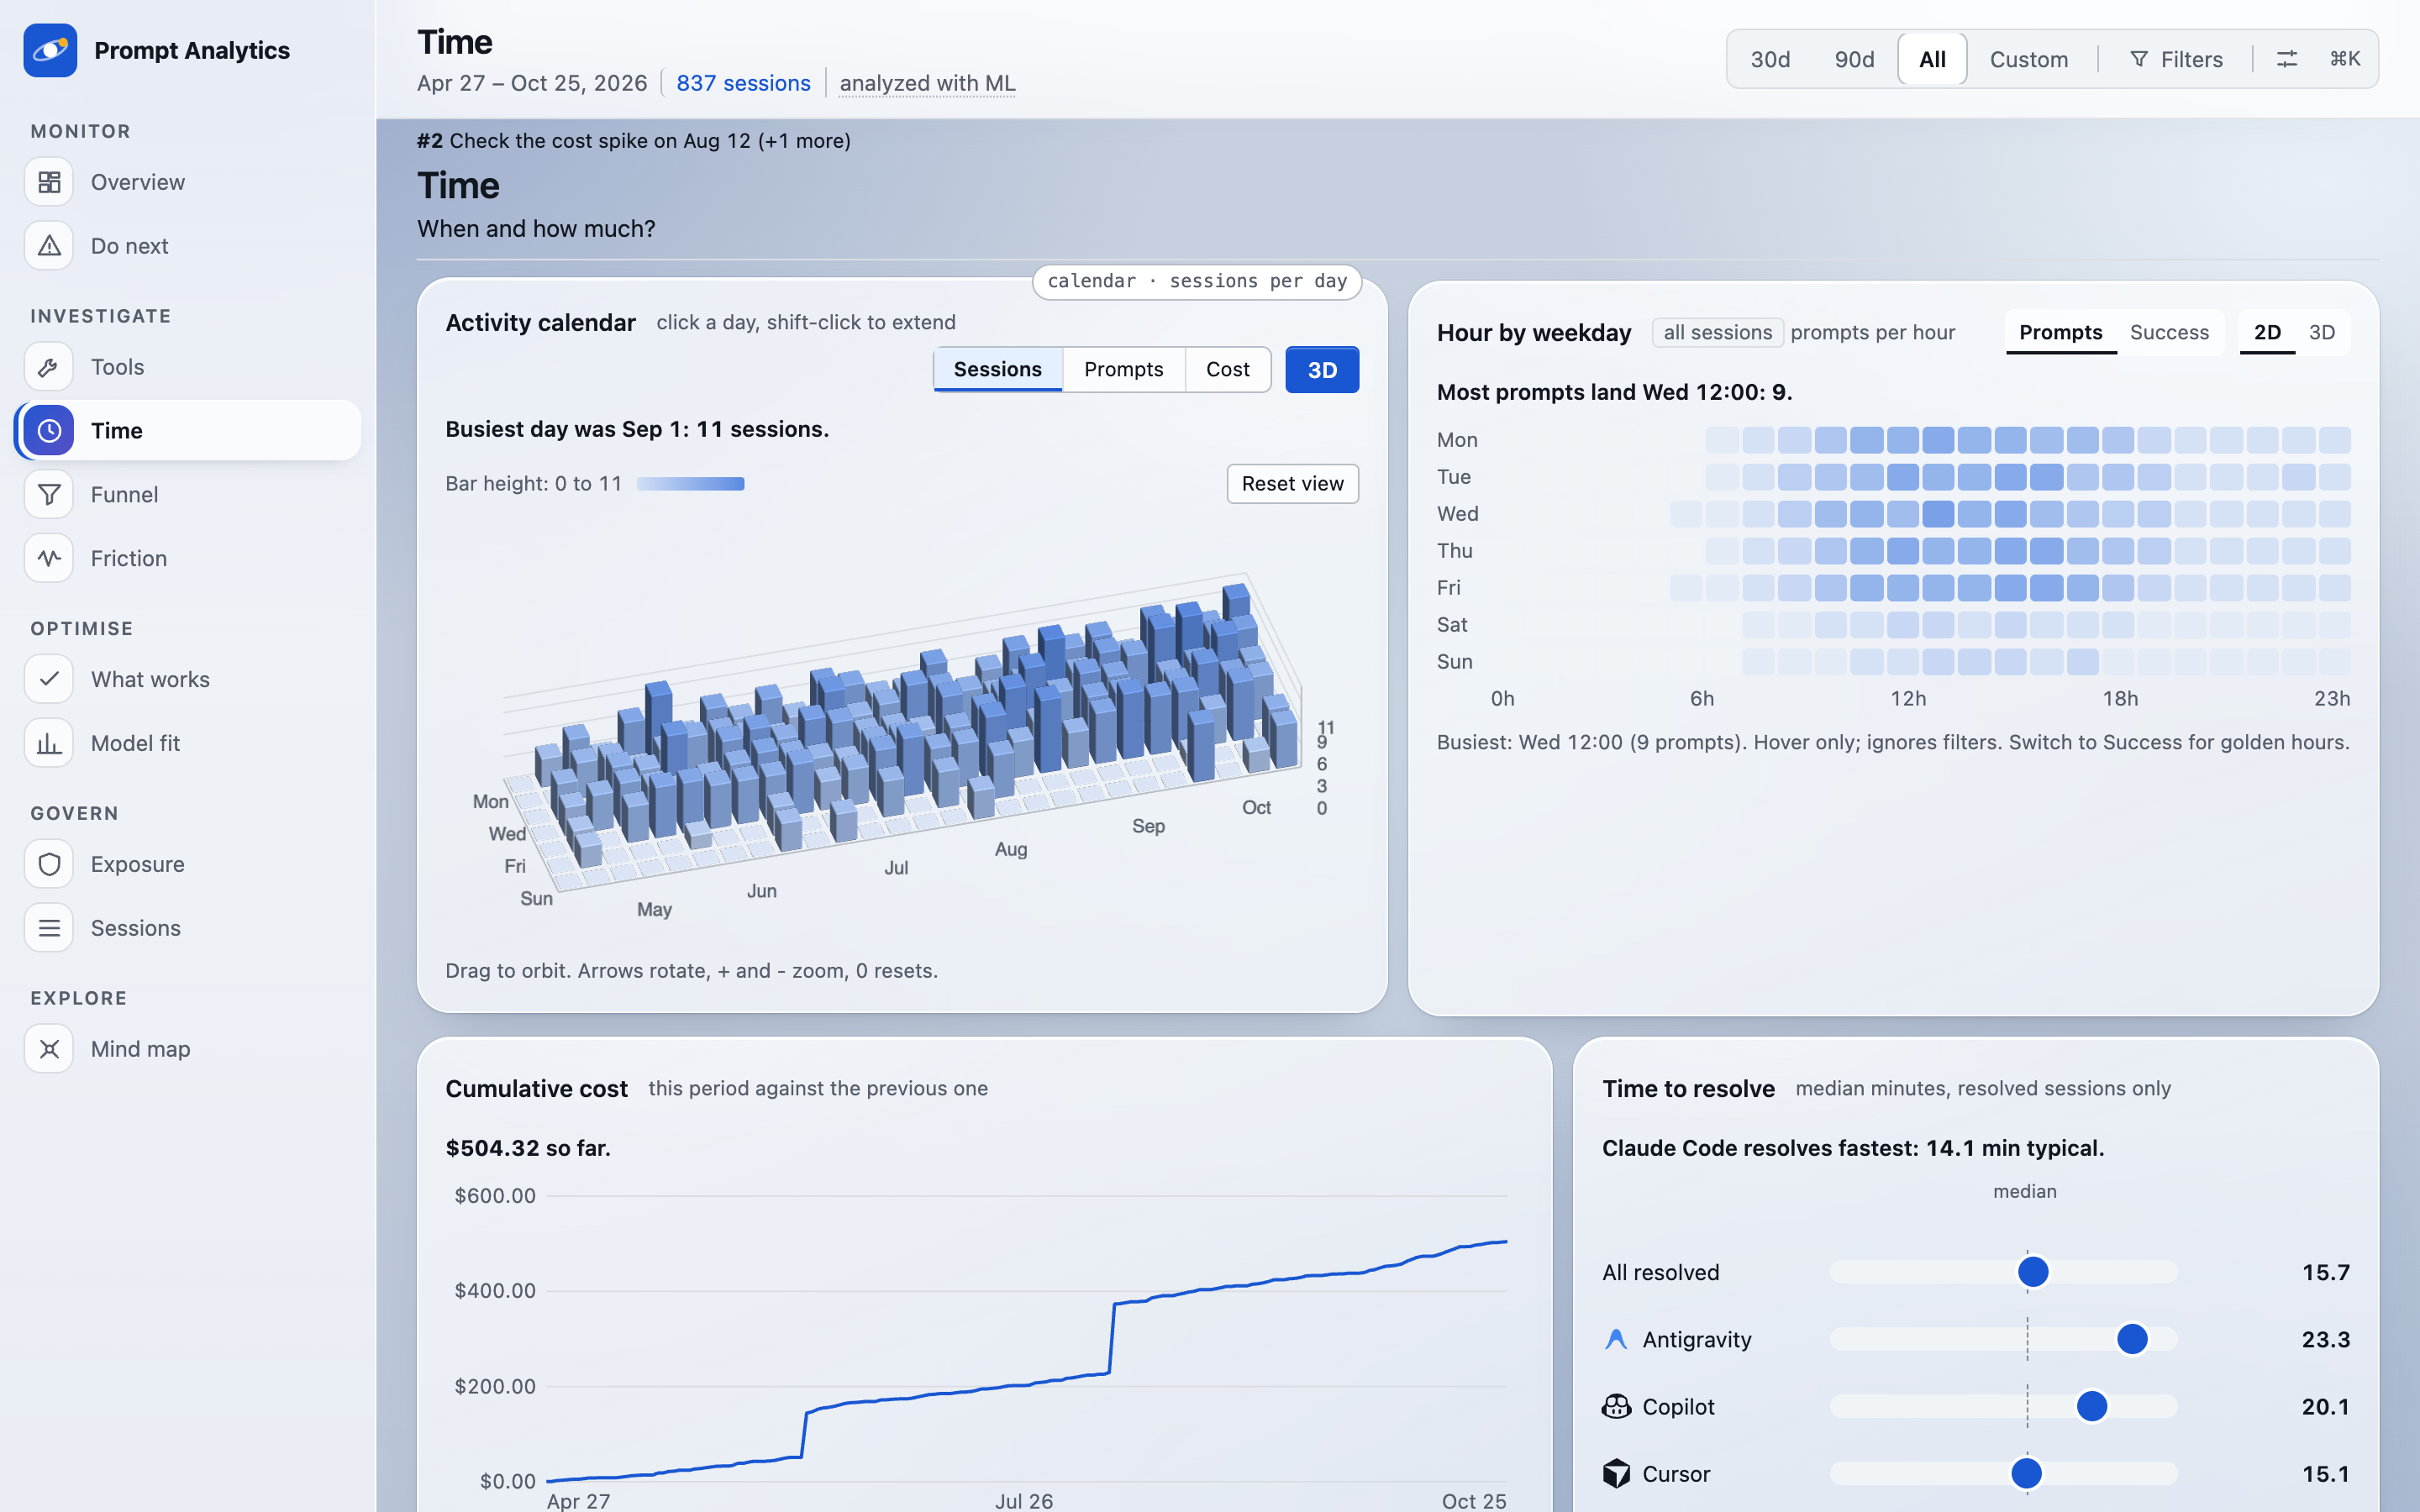 Prompt Analytics
MONITOR
Overview
Do next
INVESTIGATE
Tools
Time
Funnel
Friction
OPTIMISE
What works
Model fit
GOVERN
Exposure
Sessions
EXPLORE
Mind map
Time
Apr 27 – Oct 25, 2026 837 sessions analyzed with ML
30d 90d All Custom Filters ⌘K
#2 Check the cost spike on Aug 12 (+1 more)
Time
When and how much?
calendar · sessions per day
Activity calendar click a day, shift-click to extend
Sessions Prompts Cost 3D
Busiest day was Sep 1: 11 sessions.
Bar height: 0 to 11
Reset view
11
9
6
3
0
Mon
Wed
Fri
Sun
May
Jun
Jul
Aug
Sep
Oct
Drag to orbit. Arrows rotate, + and - zoom, 0 resets.
Hour by weekday all sessions prompts per hour
Prompts Success 2D 3D
Most prompts land Wed 12:00: 9.
Mon
Tue
Wed
Thu
Fri
Sat
Sun
0h 6h 12h 18h 23h
Busiest: Wed 12:00 (9 prompts). Hover only; ignores filters. Switch to Success for golden hours.
Cumulative cost this period against the previous one
$504.32 so far.
$600.00
$400.00
$200.00
$0.00
Apr 27 Jul 26 Oct 25
Time to resolve median minutes, resolved sessions only
Claude Code resolves fastest: 14.1 min typical.
median
All resolved 15.7
Antigravity 23.3
Copilot 20.1
Cursor 15.1